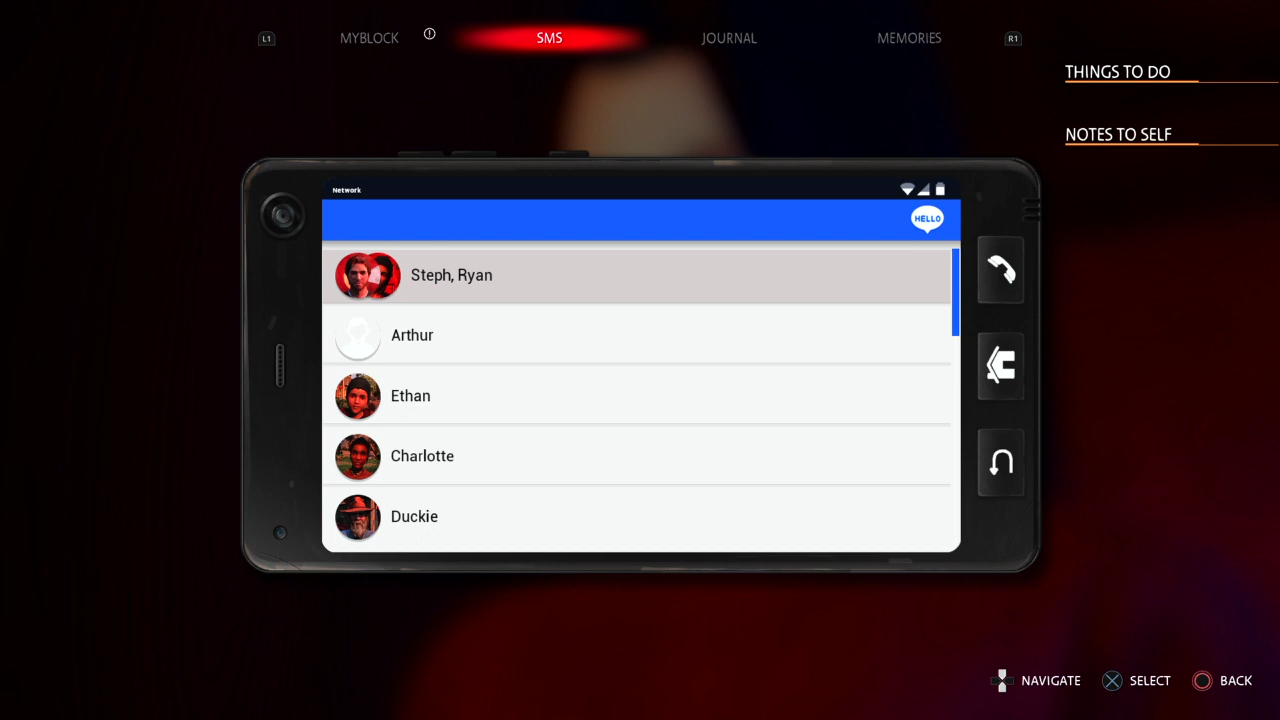 L1
MYBLOCK
SMS
JOURNAL
MEMORIES
R1
THINGS TO DO
NOTES TO SELF
Network
HELLO
Steph, Ryan
Arthur
Ethan
Charlotte
Duckie
NAVIGATE
SELECT
BACK